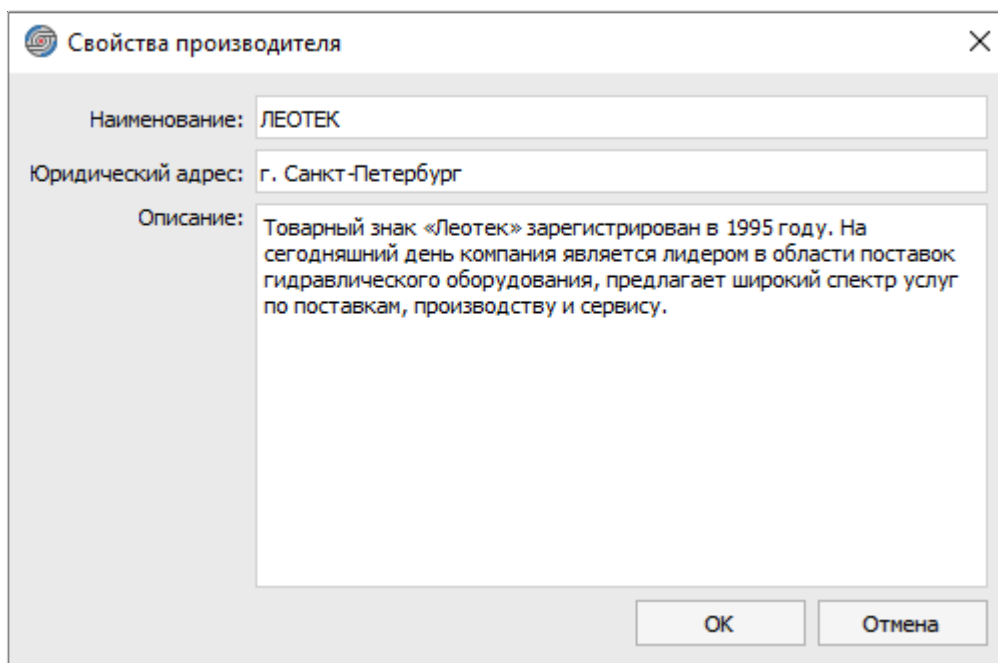 Свойства производителя
Наименование: ЛЕОТЕК
Юридический адрес: г. Санкт-Петербург
Описание: Товарный знак «Леотек» зарегистрирован в 1995 году. На
сегодняшний день компания является лидером в области поставок
гидравлического оборудования, предлагает широкий спектр услуг
по поставкам, производству и сервису.
ОК Отмена